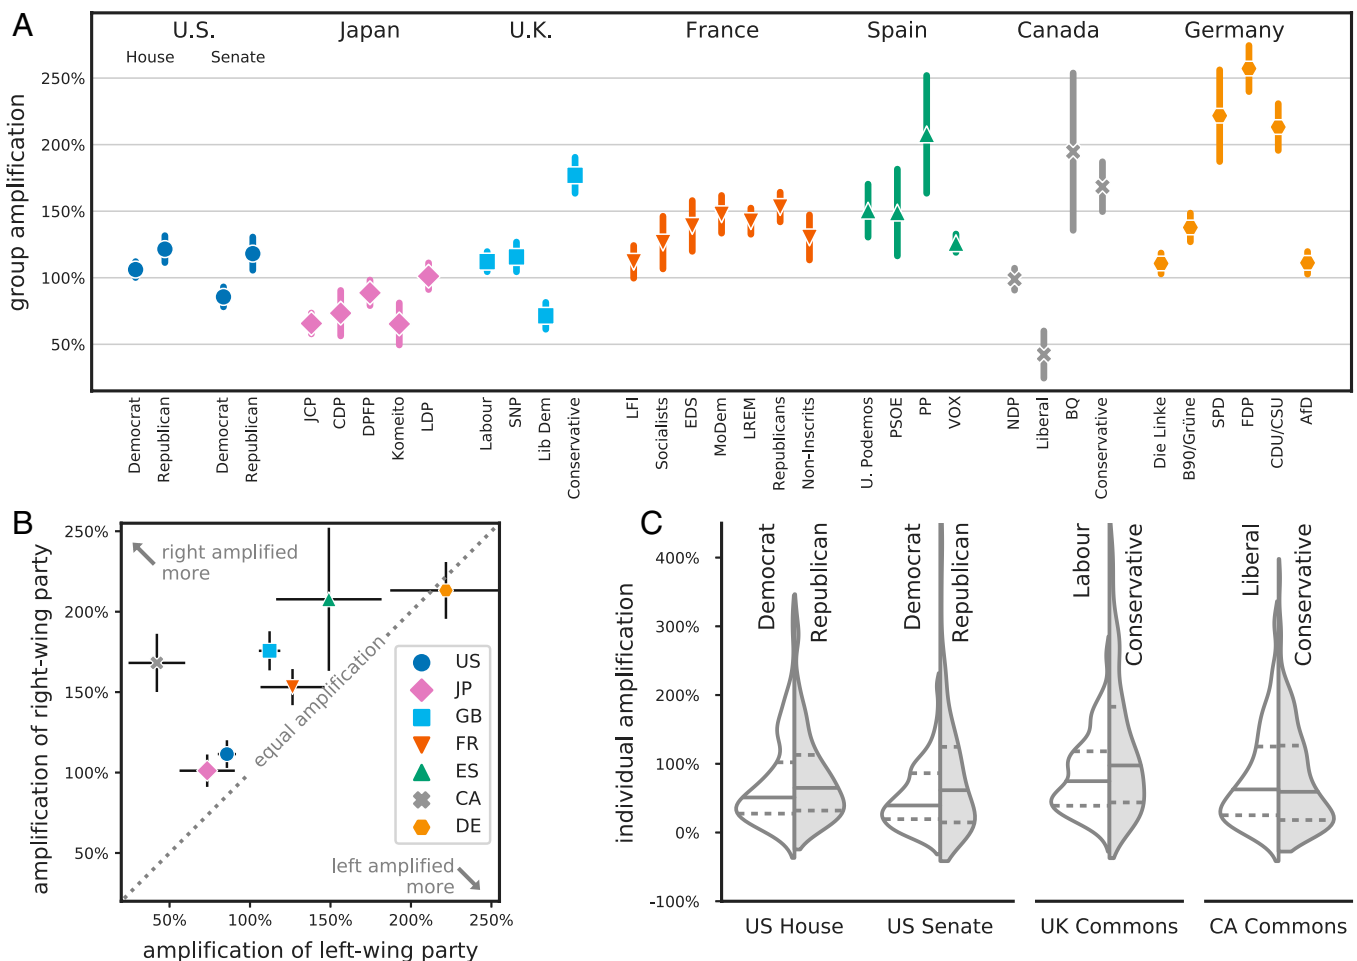 A
U.S.
Japan
U.K.
France
Spain
Canada
Germany
House
Senate
group amplification
250%
200%
150%
100%
50%
Democrat
Republican
Democrat
Republican
JCP
CDP
DPFP
Komeito
LDP
Labour
SNP
Lib Dem
Conservative
LFI
Socialists
EDS
MoDem
LREM
Republicans
Non-Inscrits
U. Podemos
PSOE
PP
VOX
NDP
Liberal
BQ
Conservative
Die Linke
B90/Grüne
SPD
FDP
CDU/CSU
AfD
B
amplification of right-wing party
250%
200%
150%
100%
50%
right amplified
more
equal amplification
US
JP
GB
FR
ES
CA
DE
left amplified
more
50%
100%
150%
200%
250%
amplification of left-wing party
C
individual amplification
400%
300%
200%
100%
0%
-100%
Democrat
Republican
Democrat
Republican
Labour
Conservative
Liberal
Conservative
US House
US Senate
UK Commons
CA Commons